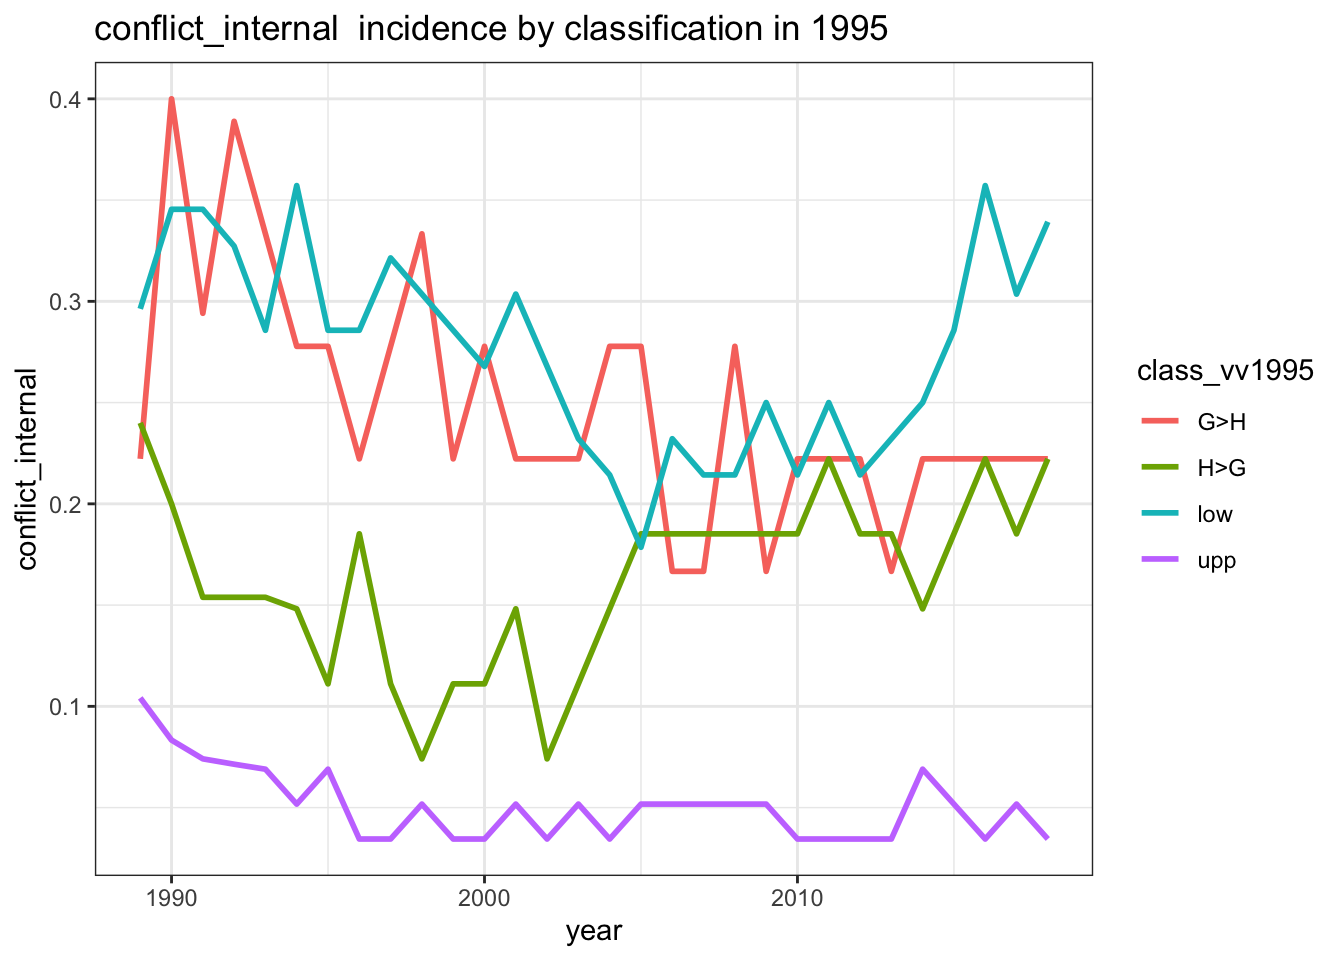 conflict_internal  incidence by classification in 1995
0.4
0.3
0.2
0.1
conflict_internal
1990
2000
2010
year
class_vv1995
G>H
H>G
low
upp